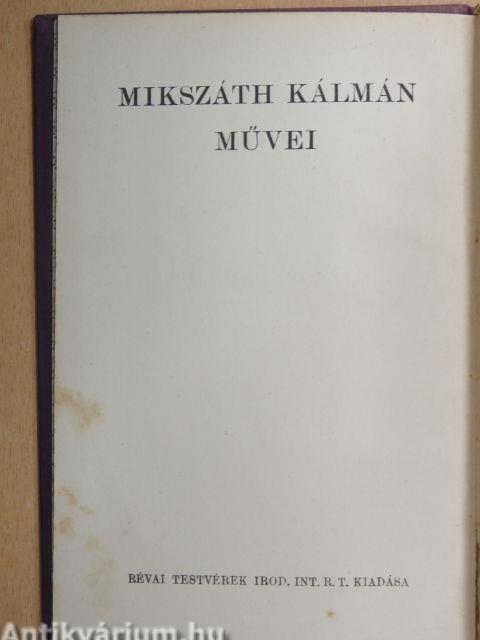 MIKSZÁTH KÁLMÁN
MŰVEI
RÉVAI TESTVÉREK IROD. INT. R. T. KIADÁSA
Antikvárium.hu